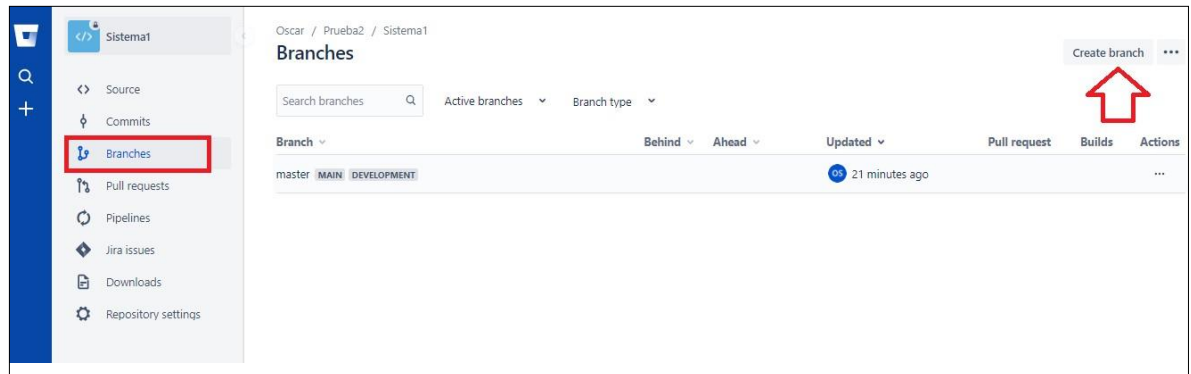 Sistema1
Source
Commits
Branches
Pull requests
Pipelines
Jira issues
Downloads
Repository settings
Oscar / Prueba2 / Sistema1
Branches
Create branch
Search branches Active branches Branch type
Branch Behind Ahead Updated Pull request Builds Actions
master MAIN DEVELOPMENT OS 21 minutes ago